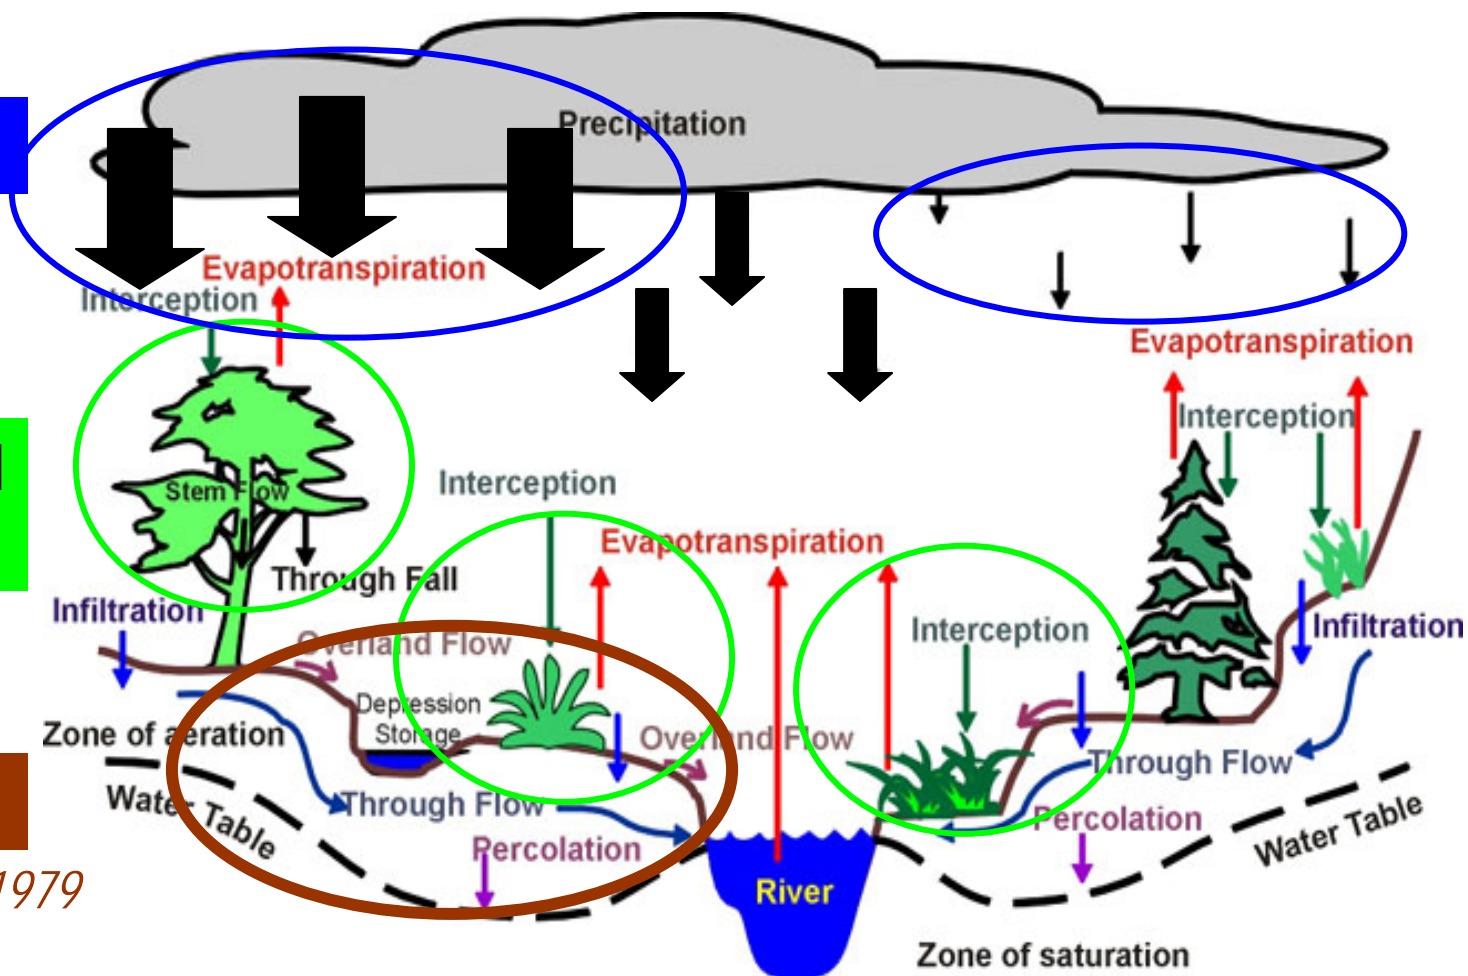 Precipitation
Evapotranspiration
Interception
Evapotranspiration
Interception
Stem Flow
Interception
Evapotranspiration
Through Fall
Infiltration
Interception
Infiltration
Overland Flow
Depression
Storage
Zone of aeration
Overland Flow
Through Flow
Water Table
Through Flow
Percolation
Water Table
Percolation
River
1979
Zone of saturation